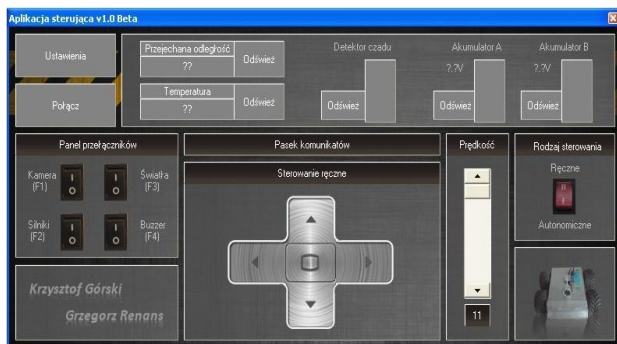 Aplikacja sterująca v1.0 Beta
Ustawienia
Połącz
Przejechana odległość
??
Odśwież
Temperatura
??
Odśwież
Detektor czadu
Odśwież
Akumulator A
?.?V
Odśwież
Akumulator B
?.?V
Odśwież
Panel przełączników
Kamera
(F1)
Światła
(F3)
Silniki
(F2)
Buzzer
(F4)
Pasek komunikatów
Sterowanie ręczne
Prędkość
11
Rodzaj sterowania
Ręczne
Autonomiczne
Krzysztof Górski
Grzegorz Renans